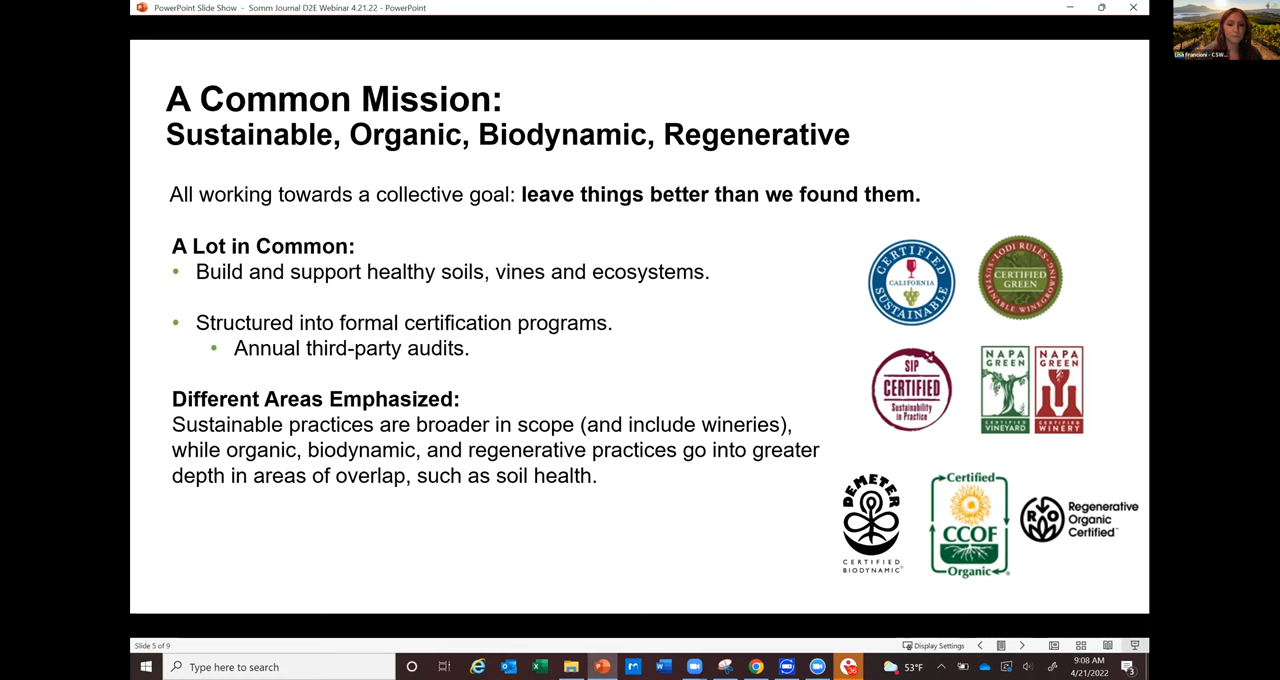 PowerPoint Slide Show - Somm Journal D2E Webinar 4.21.22 - PowerPoint
A Common Mission:
Sustainable, Organic, Biodynamic, Regenerative
All working towards a collective goal: leave things better than we found them.
A Lot in Common:
• Build and support healthy soils, vines and ecosystems.
• Structured into formal certification programs.
• Annual third-party audits.
Different Areas Emphasized:
Sustainable practices are broader in scope (and include wineries),
while organic, biodynamic, and regenerative practices go into greater
depth in areas of overlap, such as soil health.
CERTIFIED
CALIFORNIA
SUSTAINABLE
LODI RULES
CERTIFIED
GREEN
SUSTAINABLE WINEGROWING
SIP
CERTIFIED
Sustainability
in Practice
NAPA
GREEN
CERTIFIED
VINEYARD
NAPA
GREEN
CERTIFIED
WINERY
DEMETER
CERTIFIED
BIODYNAMIC®
Certified
CCOF
Organic
RO
Regenerative
Organic
Certified™
Slide 5 of 9
Display Settings
Type here to search
36
53°F
9:08 AM
4/21/2022
3